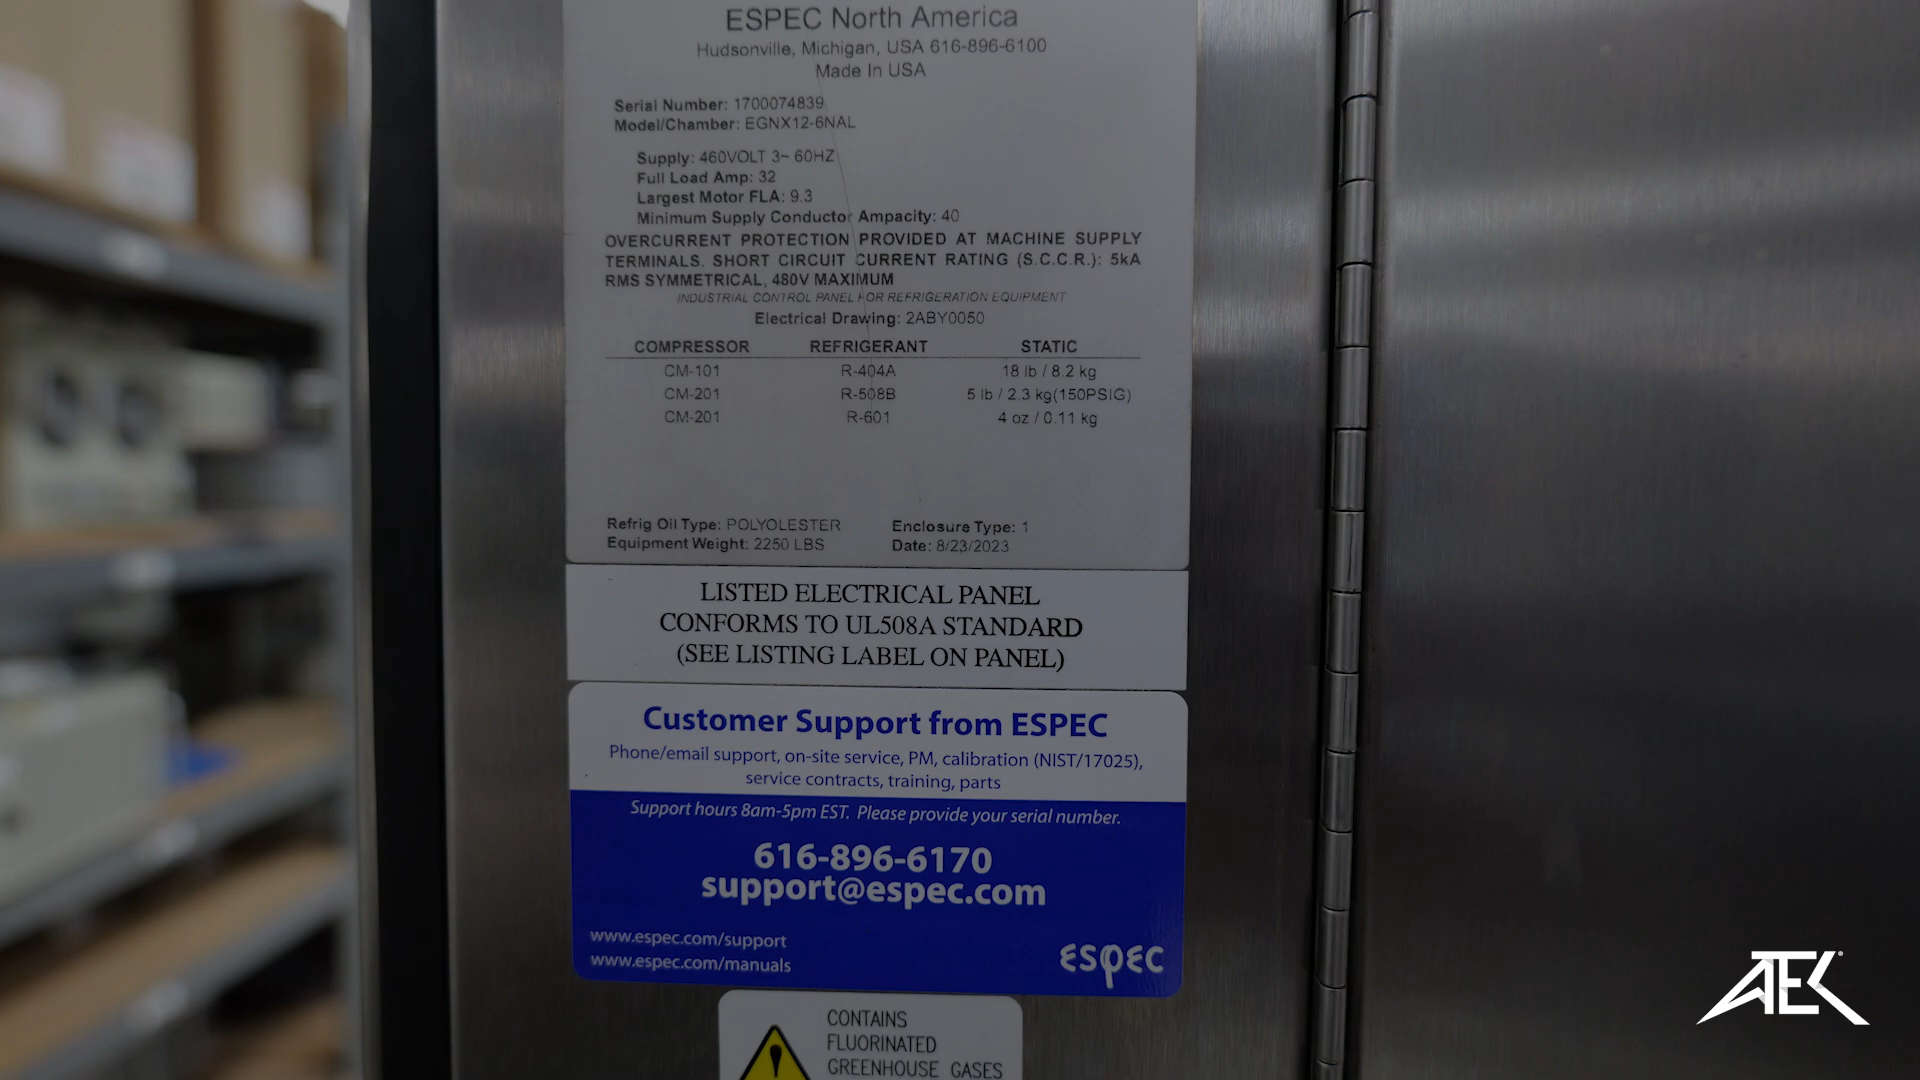 ESPEC North America
Hudsonville, Michigan, USA 616-896-6100
Made In USA
Serial Number: 1700074839
Model/Chamber: EGNX12-6NAL
Supply: 460VOLT 3~ 60HZ
Full Load Amp: 32
Largest Motor FLA: 9.3
Minimum Supply Conductor Ampacity: 40
OVERCURRENT PROTECTION PROVIDED AT MACHINE SUPPLY
TERMINALS. SHORT CIRCUIT CURRENT RATING (S.C.C.R.): 5kA
RMS SYMMETRICAL, 480V MAXIMUM
INDUSTRIAL CONTROL PANEL FOR REFRIGERATION EQUIPMENT
Electrical Drawing: 2ABY0050
COMPRESSOR REFRIGERANT STATIC
CM-101 R-404A 18 lb / 8.2 kg
CM-201 R-508B 5 lb / 2.3 kg(150PSIG)
CM-201 R-601 4 oz / 0.11 kg
Refrig Oil Type: POLYOLESTER Enclosure Type: 1
Equipment Weight: 2250 LBS Date: 8/23/2023
LISTED ELECTRICAL PANEL
CONFORMS TO UL508A STANDARD
(SEE LISTING LABEL ON PANEL)
Customer Support from ESPEC
Phone/email support, on-site service, PM, calibration (NIST/17025),
service contracts, training, parts
Support hours 8am-5pm EST. Please provide your serial number.
616-896-6170
support@espec.com
www.espec.com/support
www.espec.com/manuals
ESPEC
CONTAINS
FLUORINATED
GREENHOUSE GASES
ATEC